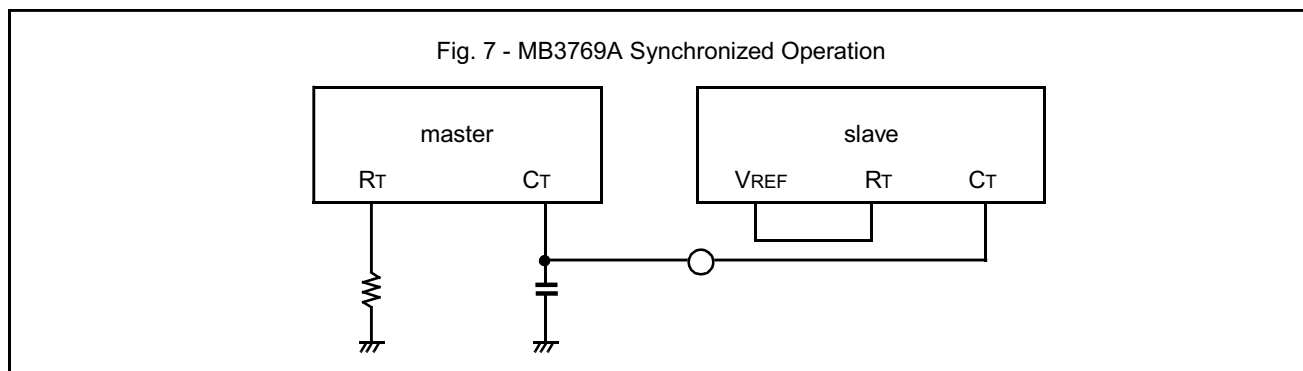 Fig. 7 - MB3769A Synchronized Operation
master
slave
RT
CT
VREF
RT
CT